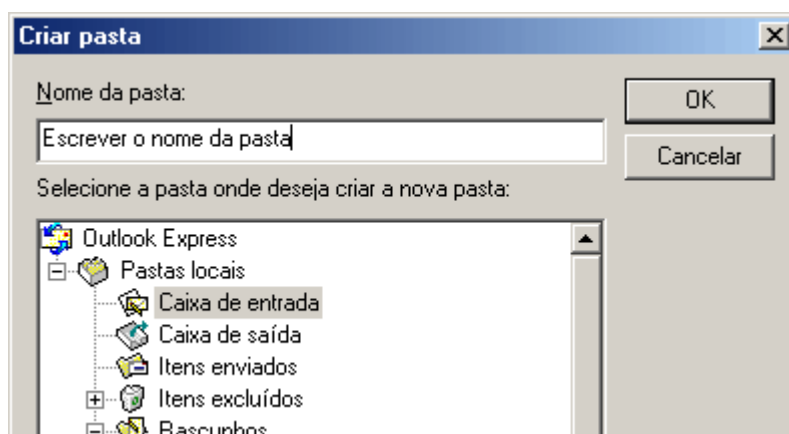 Criar pasta
Nome da pasta:
OK
Escrever o nome da pasta
Cancelar
Selecione a pasta onde deseja criar a nova pasta:
Outlook Express
Pastas locais
Caixa de entrada
Caixa de saída
Itens enviados
Itens excluídos
Rascunhos